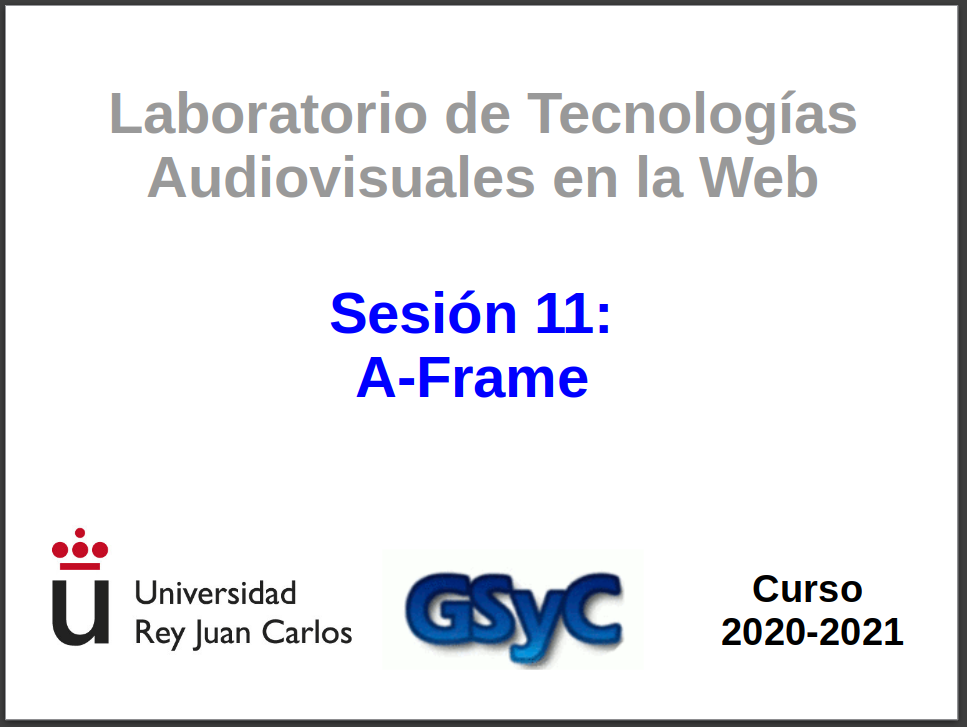 Laboratorio de Tecnologías
Audiovisuales en la Web
Sesión 11:
A-Frame
u
Universidad
Rey Juan Carlos
GSyC
Curso
2020-2021